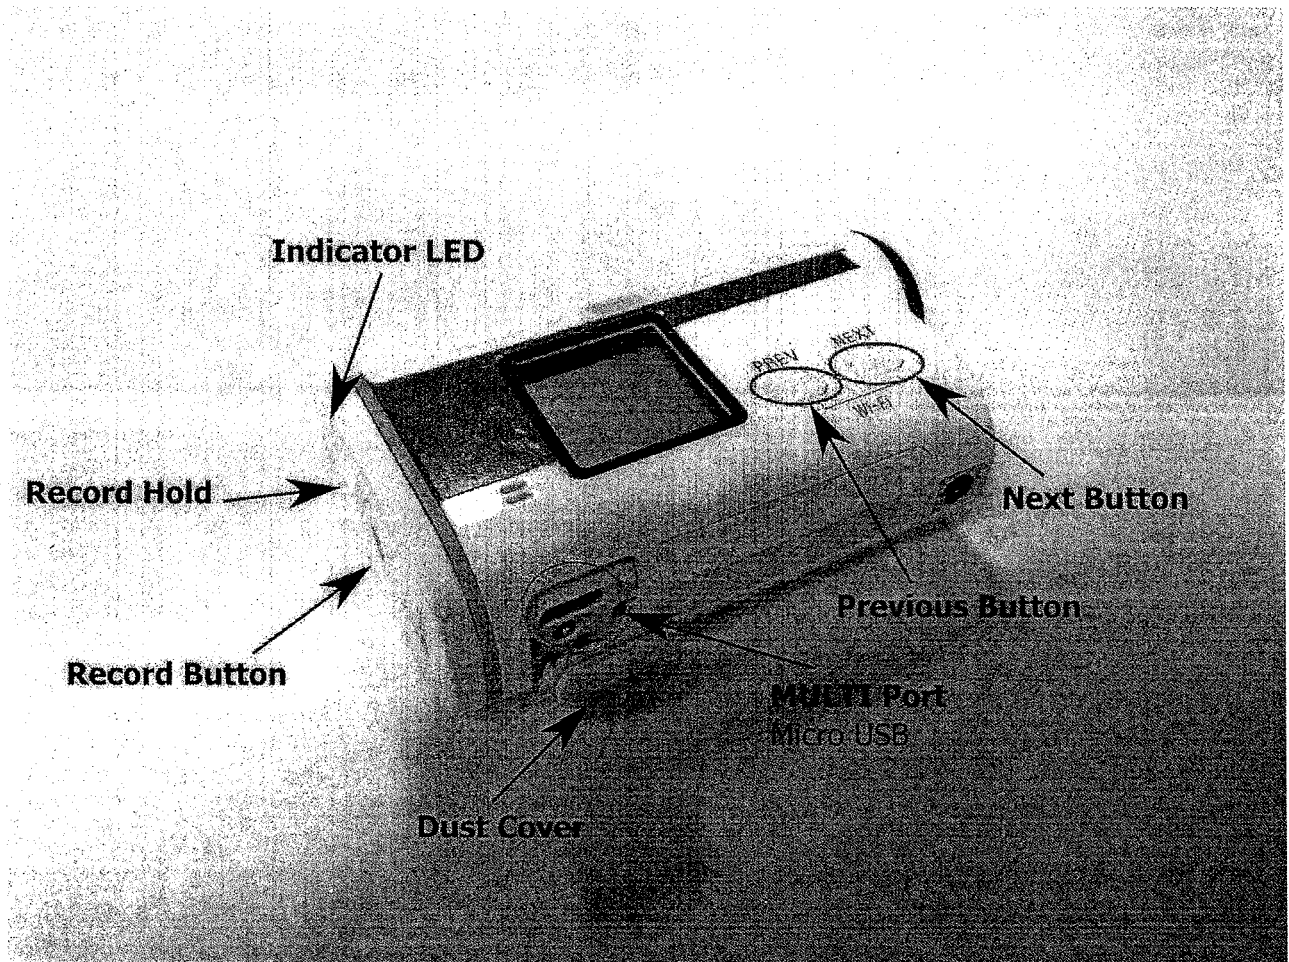 Indicator LED
PREV
NEXT
Wi-Fi
Record Hold
Next Button
Previous Button
Record Button
MULTI Port
Micro USB
Dust Cover